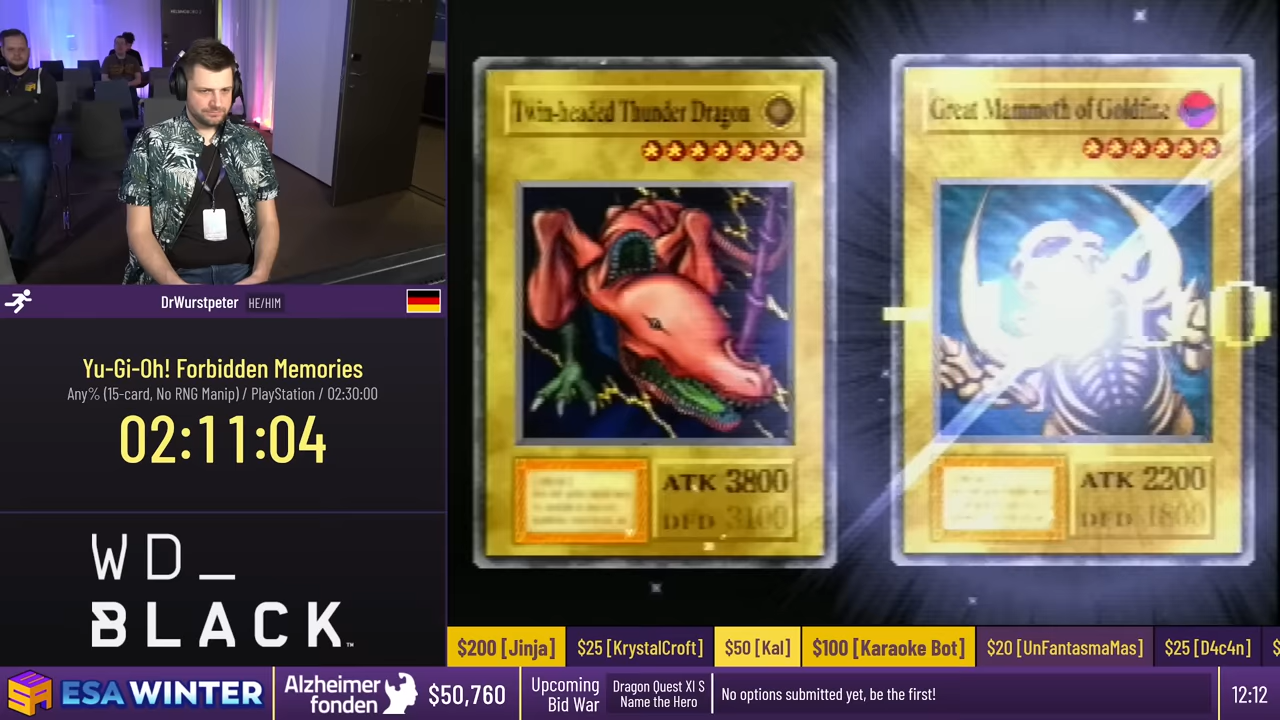 Twin-headed Thunder Dragon
ATK 3800
DFD 3100
Great Mammoth of Goldfine
ATK 2200
DFD 1800
DrWurstpeter HE/HIM
Yu-Gi-Oh! Forbidden Memories
Any% (15-card, No RNG Manip) / PlayStation / 02:30:00
02:11:04
WD_
BLACK™
$200 [Jinja] $25 [KrystalCroft] $50 [Kal] $100 [Karaoke Bot] $20 [UnFantasmaMas] $25 [D4c4n] $
ESA WINTER
Alzheimer
fonden
$50,760
Upcoming
Bid War
Dragon Quest XI S
Name the Hero
No options submitted yet, be the first!
12:12